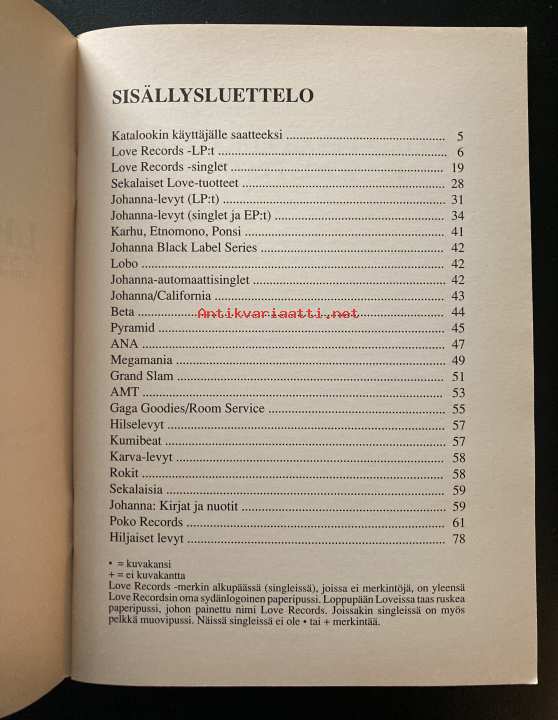 SISÄLLYSLUETTELO
Katalookin käyttäjälle saatteeksi ................................................ 5
Love Records -LP:t ...................................................................... 6
Love Records -singlet ................................................................. 19
Sekalaiset Love-tuotteet ............................................................. 28
Johanna-levyt (LP:t) ................................................................... 31
Johanna-levyt (singlet ja EP:t) ................................................... 34
Karhu, Etnomono, Ponsi ............................................................ 41
Johanna Black Label Series ........................................................ 42
Lobo ............................................................................................ 42
Johanna-automaattisinglet .......................................................... 42
Johanna/California ...................................................................... 43
Beta ............................................................................................. 44
Antikvariaatti.net
Pyramid ....................................................................................... 45
ANA ............................................................................................ 47
Megamania .................................................................................. 49
Grand Slam ................................................................................. 51
AMT ............................................................................................ 53
Gaga Goodies/Room Service ...................................................... 55
Hilselevyt .................................................................................... 57
Kumibeat ..................................................................................... 57
Karva-levyt .................................................................................. 58
Rokit ............................................................................................ 58
Sekalaisia .................................................................................... 59
Johanna: Kirjat ja nuotit .............................................................. 59
Poko Records .............................................................................. 61
Hiljaiset levyt .............................................................................. 78
• = kuvakansi
+ = ei kuvakantta
Love Records -merkin alkupäässä (singleissä), joissa ei merkintöjä, on yleensä
Love Recordsin oma sydänlogoinen paperipussi. Loppupään Loveissa taas ruskea
paperipussi, johon painettu nimi Love Records. Joissakin singleissä on myös
pelkkä muovipussi. Näissä singleissä ei ole • tai + merkintää.